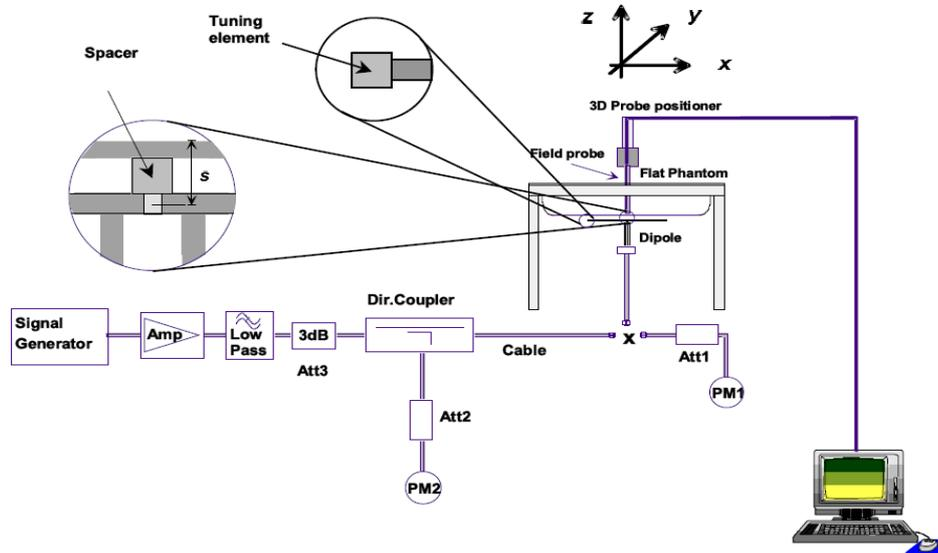 Tuning
element
Spacer
z
y
x
3D Probe positioner
Field probe
Flat Phantom
s
Dipole
Dir.Coupler
Signal
Generator
Amp
Low
Pass
3dB
Att3
Cable
x
Att1
PM1
Att2
PM2